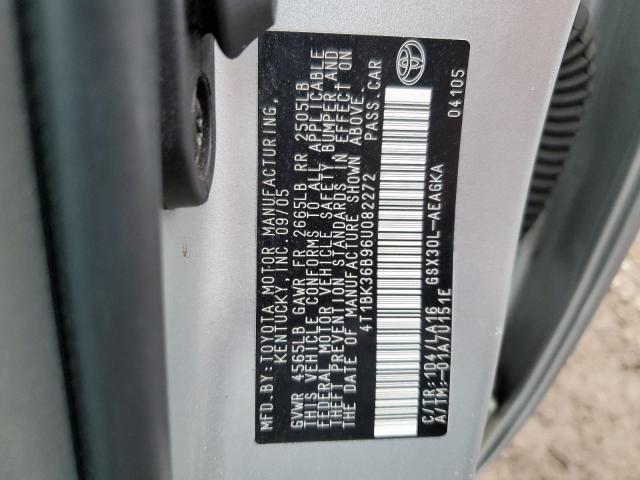 MFD.BY:TOYOTA MOTOR MANUFACTURING,
KENTUCKY, INC.09/05
GVWR 4565LB GAWR FR 2665LB RR 2505LB
THIS VEHICLE CONFORMS TO ALL APPLICABLE
FEDERAL MOTOR VEHICLE SAFETY, BUMPER AND
THEFT PREVENTION STANDARDS IN EFFECT ON
THE DATE OF MANUFACTURE SHOWN ABOVE.
4T1BK36B96U082272 PASS.CAR
C/TR:1D4/LA16 GSX30L-AEAGKA
A/TM:-01A/U151E 04105